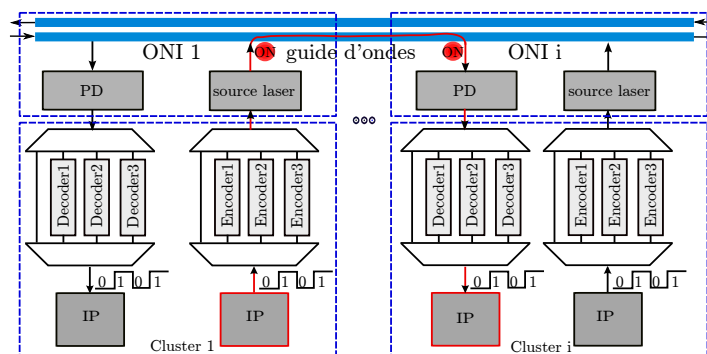 ONI 1 ON guide d'ondes ON ONI i
PD source laser PD source laser
Decoder1 Decoder2 Decoder3 Encoder1 Encoder2 Encoder3 Decoder1 Decoder2 Decoder3 Encoder1 Encoder2 Encoder3
0 1 0 1 0 1 0 1 0 1 0 1 0 1 0 1
IP IP IP IP
Cluster 1 Cluster i